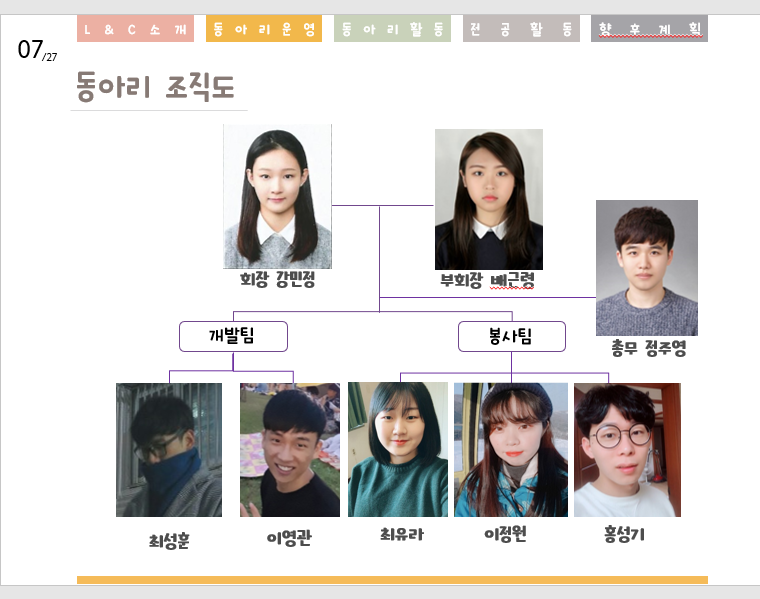 L & C 소 개
동 아 리 운 영
동 아 리 활 동
전 공 활 동
향 후 계 획
07/27
동아리 조직도
회장 강민정
부회장 배근령
총무 정주영
개발팀
봉사팀
최성훈
이영관
최유라
이정원
홍성기